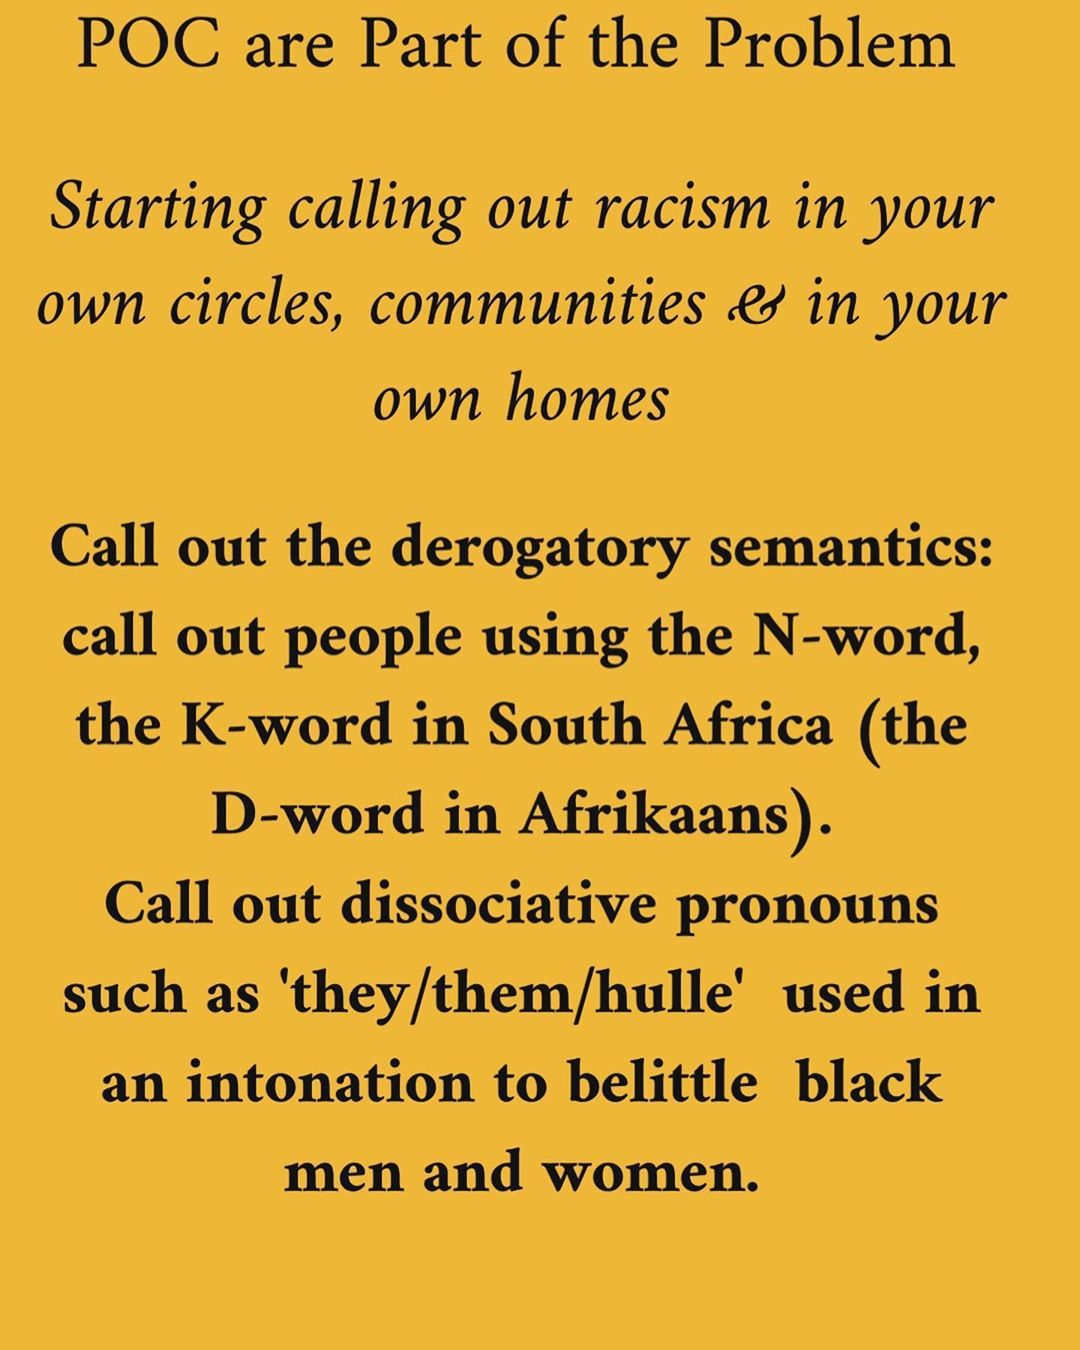 POC are Part of the Problem
Starting calling out racism in your
own circles, communities & in your
own homes
Call out the derogatory semantics:
call out people using the N-word,
the K-word in South Africa (the
D-word in Afrikaans).
Call out dissociative pronouns
such as 'they/them/hulle' used in
an intonation to belittle black
men and women.